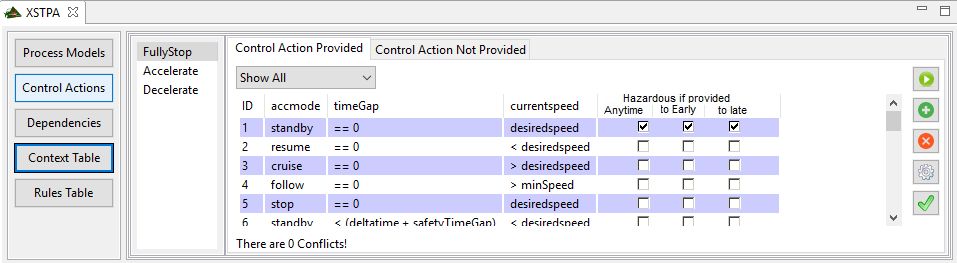 XSTPA
Process Models
Control Actions
Dependencies
Context Table
Rules Table
FullyStop
Accelerate
Decelerate
Control Action Provided
Control Action Not Provided
Show All
ID accmode timeGap currentspeed Hazardous if provided
Anytime to Early to late
1 standby == 0 desiredspeed
2 resume == 0 < desiredspeed
3 cruise == 0 > desiredspeed
4 follow == 0 > minSpeed
5 stop == 0 desiredspeed
6 standby < (deltatime + safetyTimeGap) < desiredspeed
There are 0 Conflicts!